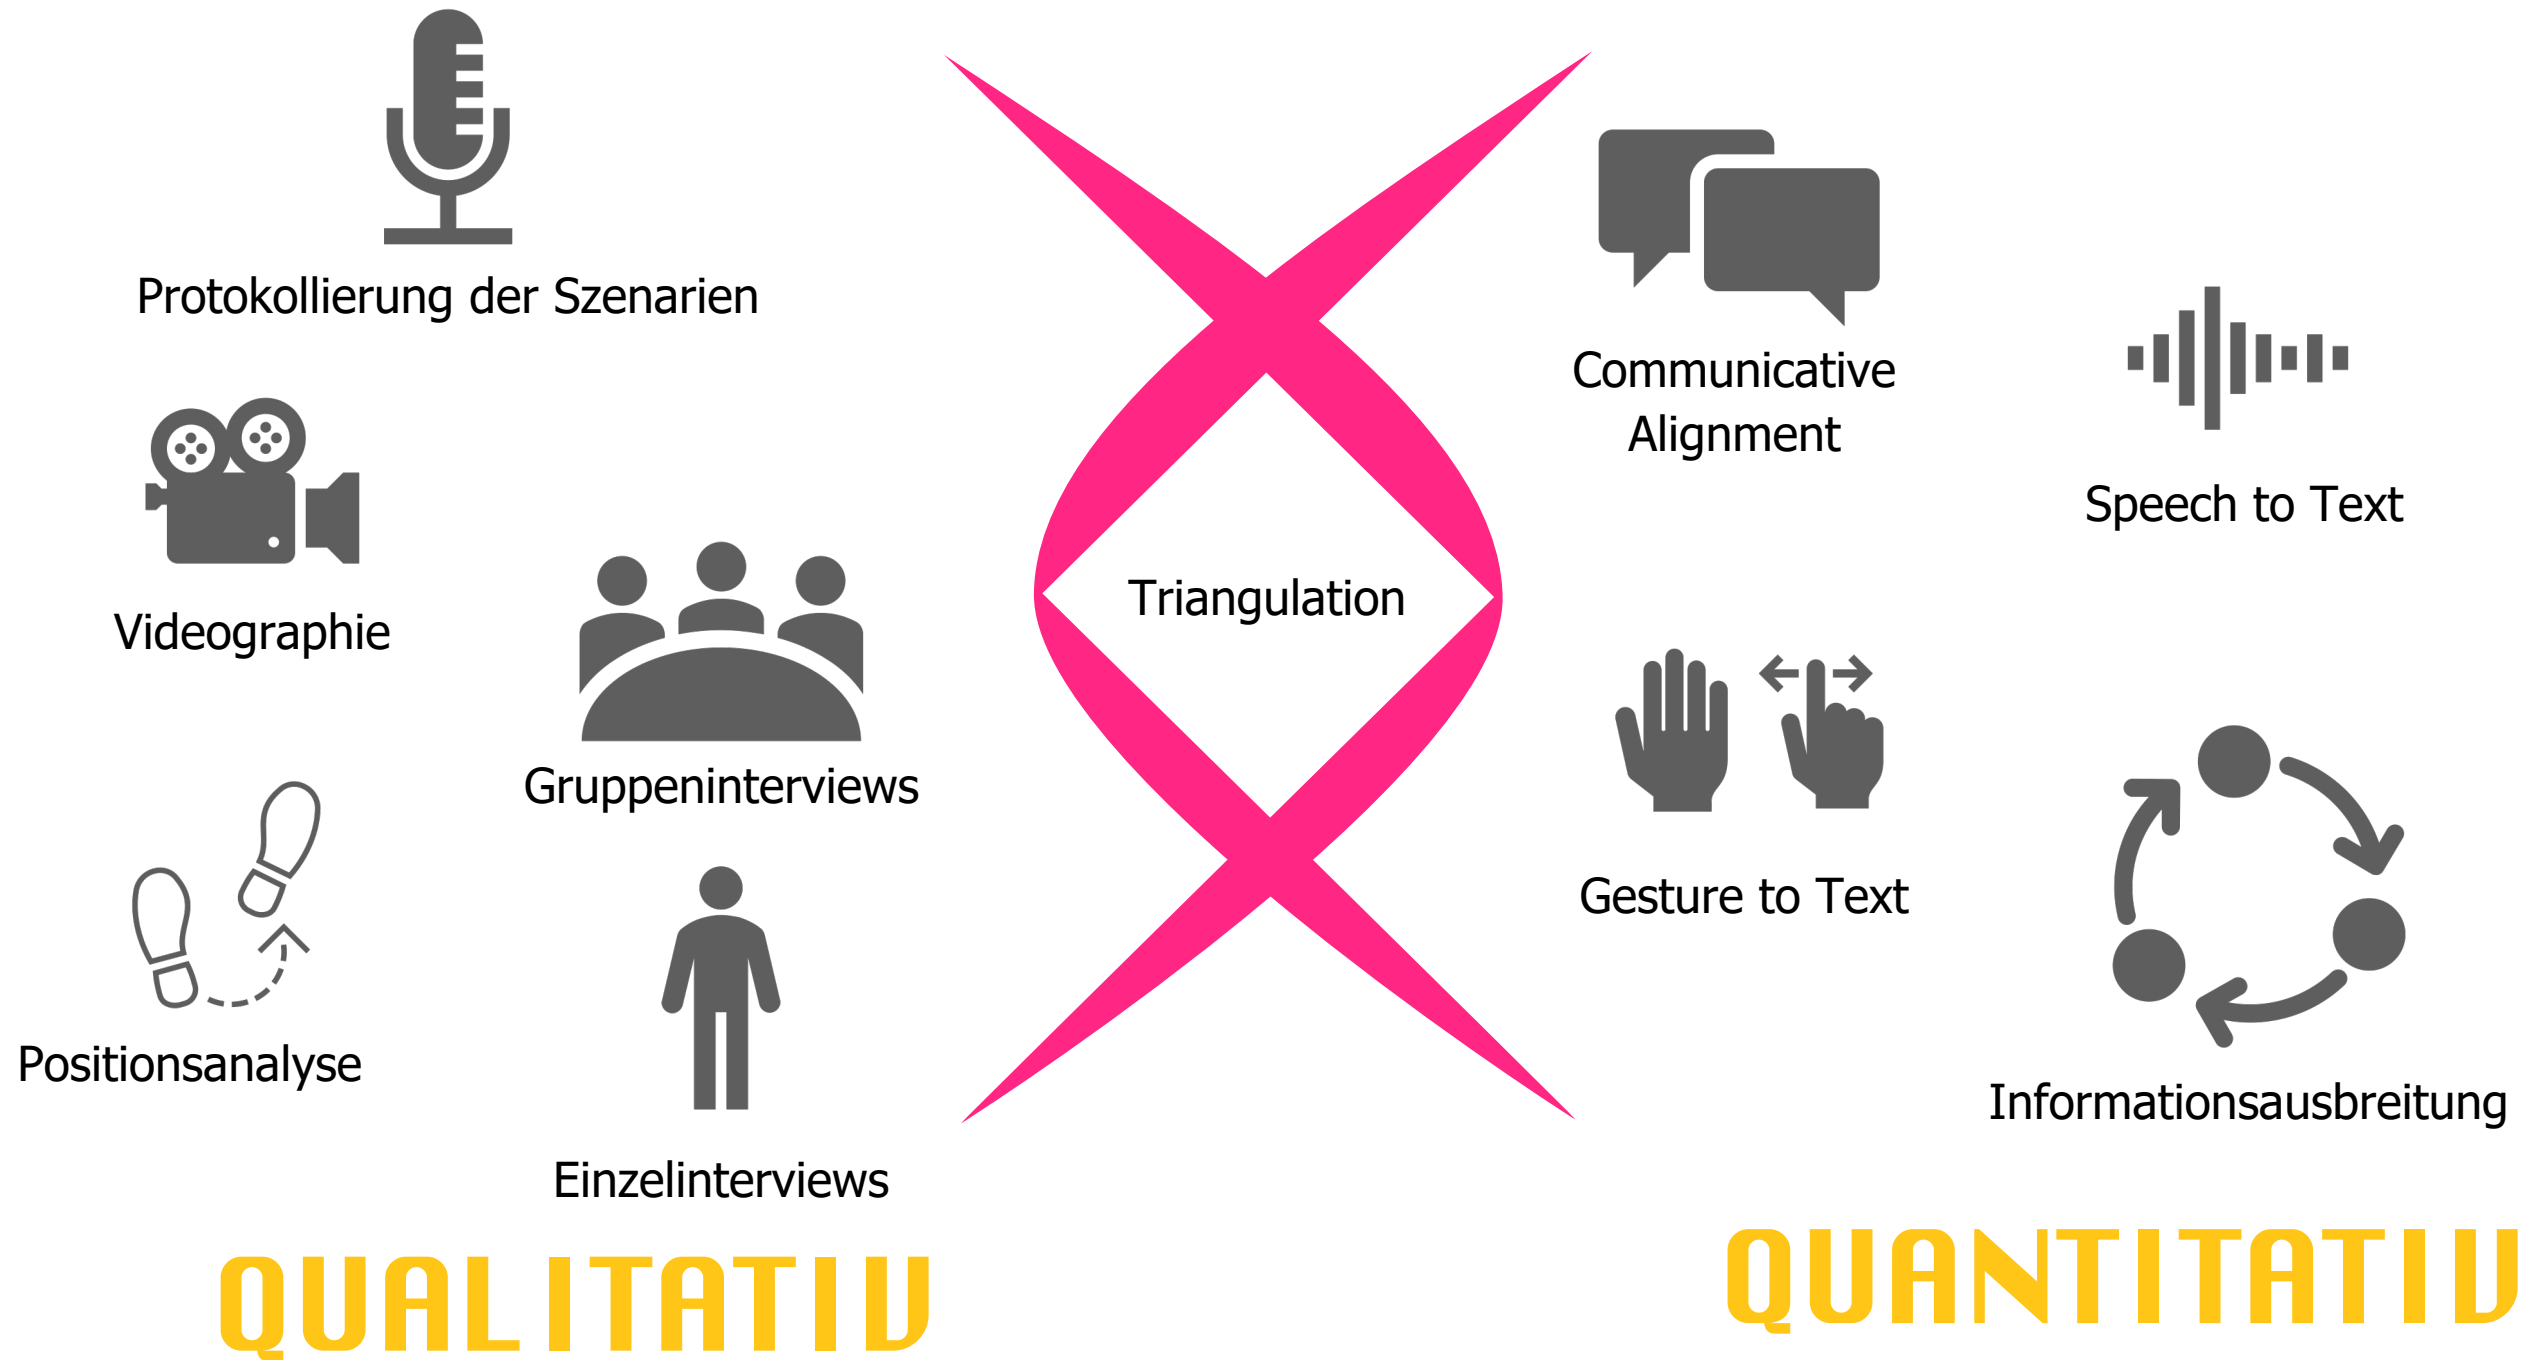 Protokollierung der Szenarien
Videographie
Gruppeninterviews
Positionsanalyse
Einzelinterviews
QUALITATIV
Triangulation
Communicative
Alignment
Speech to Text
Gesture to Text
Informationsausbreitung
QUANTITATIV